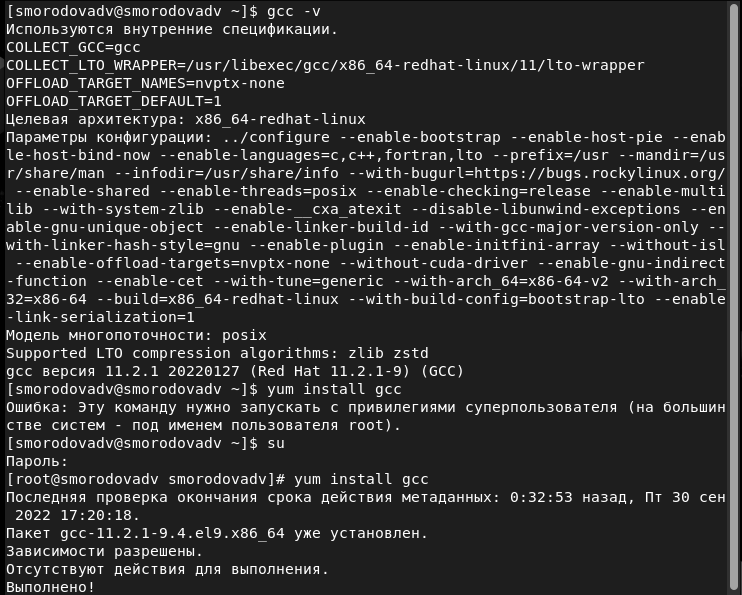 [smorodovadv@smorodovadv ~]$ gcc -v
Используются внутренние спецификации.
COLLECT_GCC=gcc
COLLECT_LTO_WRAPPER=/usr/libexec/gcc/x86_64-redhat-linux/11/lto-wrapper
OFFLOAD_TARGET_NAMES=nvptx-none
OFFLOAD_TARGET_DEFAULT=1
Целевая архитектура: x86_64-redhat-linux
Параметры конфигурации: ../configure --enable-bootstrap --enable-host-pie --enab
le-host-bind-now --enable-languages=c,c++,fortran,lto --prefix=/usr --mandir=/us
r/share/man --infodir=/usr/share/info --with-bugurl=https://bugs.rockylinux.org/
 --enable-shared --enable-threads=posix --enable-checking=release --enable-multi
lib --with-system-zlib --enable-__cxa_atexit --disable-libunwind-exceptions --en
able-gnu-unique-object --enable-linker-build-id --with-gcc-major-version-only --
with-linker-hash-style=gnu --enable-plugin --enable-initfini-array --without-isl
 --enable-offload-targets=nvptx-none --without-cuda-driver --enable-gnu-indirect
-function --enable-cet --with-tune=generic --with-arch_64=x86-64-v2 --with-arch_
32=x86-64 --build=x86_64-redhat-linux --with-build-config=bootstrap-lto --enable
-link-serialization=1
Модель многопоточности: posix
Supported LTO compression algorithms: zlib zstd
gcc версия 11.2.1 20220127 (Red Hat 11.2.1-9) (GCC)
[smorodovadv@smorodovadv ~]$ yum install gcc
Ошибка: Эту команду нужно запускать с привилегиями суперпользователя (на большин
стве систем - под именем пользователя root).
[smorodovadv@smorodovadv ~]$ su
Пароль:
[root@smorodovadv smorodovadv]# yum install gcc
Последняя проверка окончания срока действия метаданных: 0:32:53 назад, Пт 30 сен
 2022 17:20:18.
Пакет gcc-11.2.1-9.4.el9.x86_64 уже установлен.
Зависимости разрешены.
Отсутствуют действия для выполнения.
Выполнено!